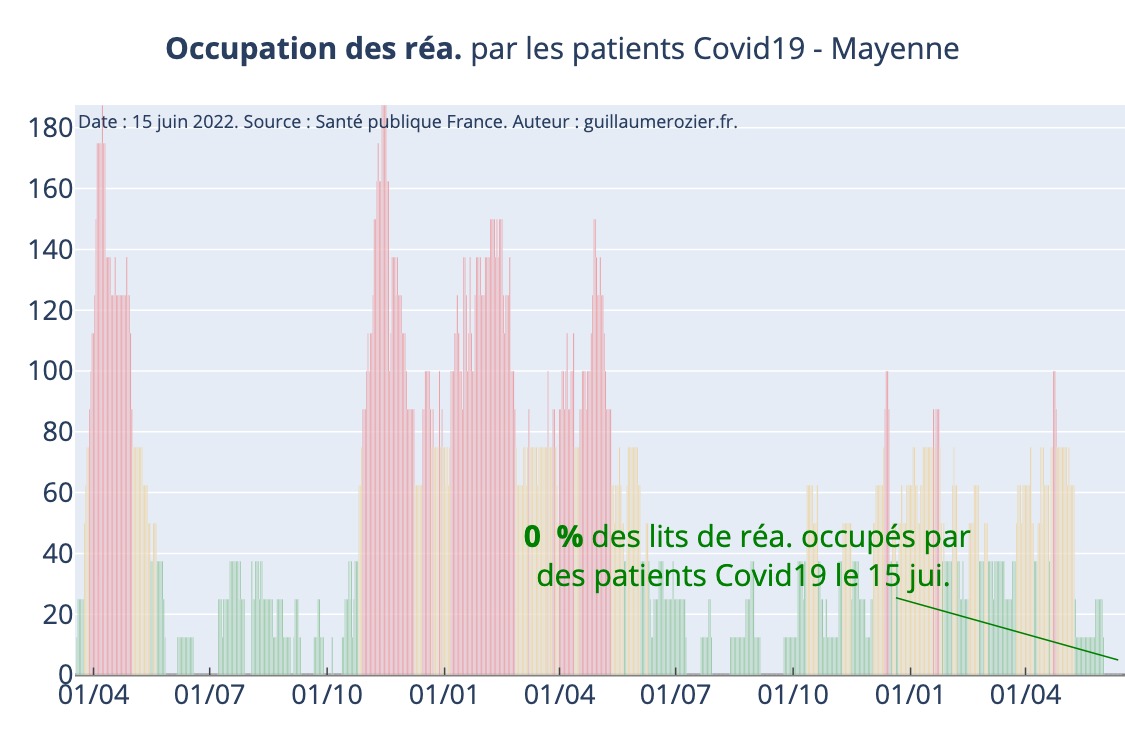 Occupation des réa. par les patients Covid19 - Mayenne
Date : 15 juin 2022. Source : Santé publique France. Auteur : guillaumerozier.fr.
180
160
140
120
100
80
60
40
20
0
0 % des lits de réa. occupés par
des patients Covid19 le 15 jui.
01/04 01/07 01/10 01/01 01/04 01/07 01/10 01/01 01/04